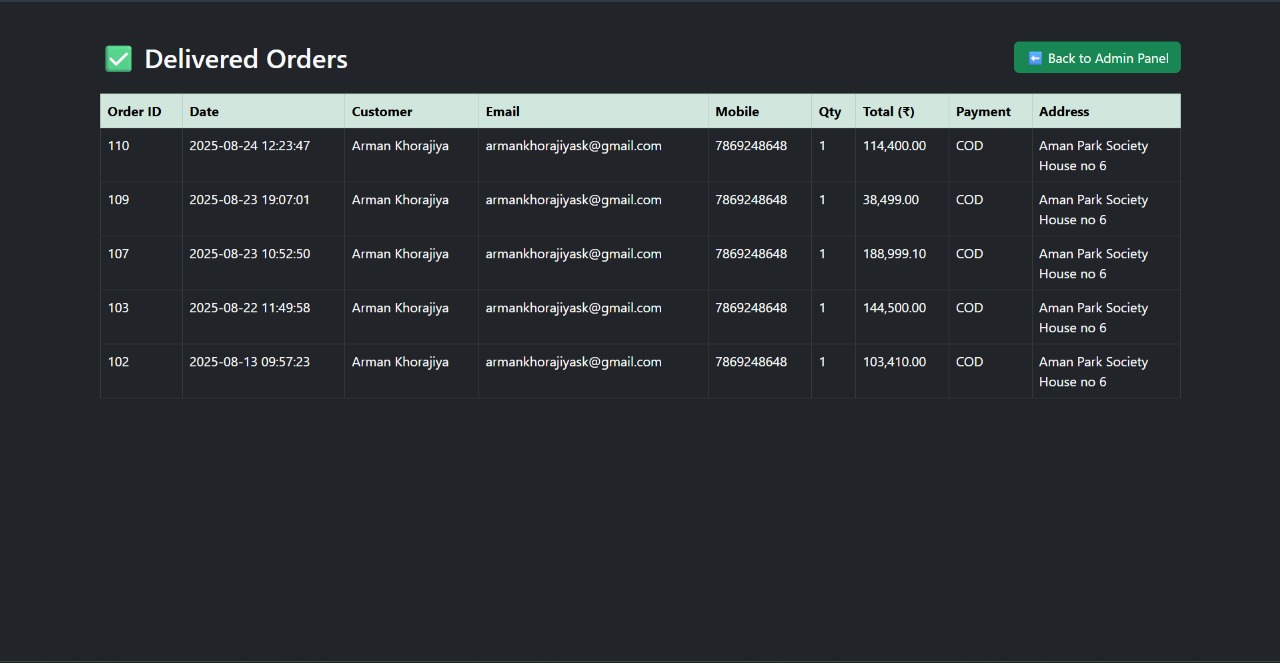 ✅ Delivered Orders
⬅️ Back to Admin Panel
Order ID Date Customer Email Mobile Qty Total (₹) Payment Address
110 2025-08-24 12:23:47 Arman Khorajiya armankhorajiyask@gmail.com 7869248648 1 114,400.00 COD Aman Park Society
House no 6
109 2025-08-23 19:07:01 Arman Khorajiya armankhorajiyask@gmail.com 7869248648 1 38,499.00 COD Aman Park Society
House no 6
107 2025-08-23 10:52:50 Arman Khorajiya armankhorajiyask@gmail.com 7869248648 1 188,999.10 COD Aman Park Society
House no 6
103 2025-08-22 11:49:58 Arman Khorajiya armankhorajiyask@gmail.com 7869248648 1 144,500.00 COD Aman Park Society
House no 6
102 2025-08-13 09:57:23 Arman Khorajiya armankhorajiyask@gmail.com 7869248648 1 103,410.00 COD Aman Park Society
House no 6